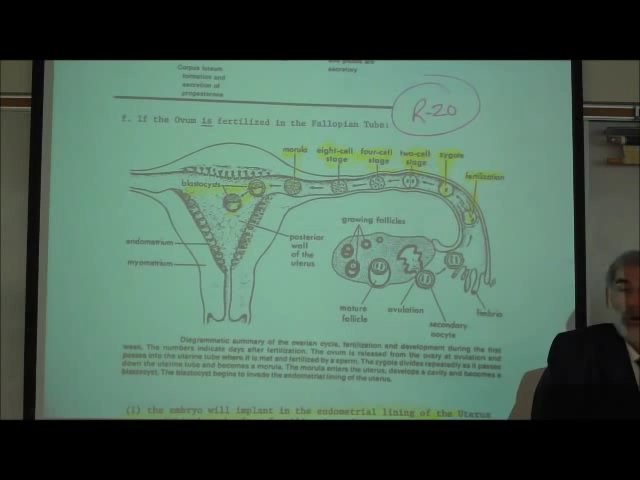 Corpus luteum
formation and
secretion of
progesterone
secretory
R-20
f. If the Ovum is fertilized in the Fallopian Tube:
morula
eight-cell
stage
four-cell
stage
two-cell
stage
zygote
fertilization
blastocysts
growing follicles
endometrium
posterior
wall
of the
uterus
myometrium
mature
follicle
ovulation
secondary
oocyte
fimbria
Diagrammetic summary of the ovarian cycle, fertilization and development during the first
week. The numbers indicate days after fertilization. The ovum is released from the ovary at ovulation and
passes into the uterine tube where it is met and fertilized by a sperm. The zygote divides repeatedly as it passes
down the uterine tube and becomes a morula. The morula enters the uterus, develops a cavity and becomes a
blastocyst. The blastocyst begins to invade the endometrial lining of the uterus.
(1) the embryo will implant in the endometrial lining of the Uterus